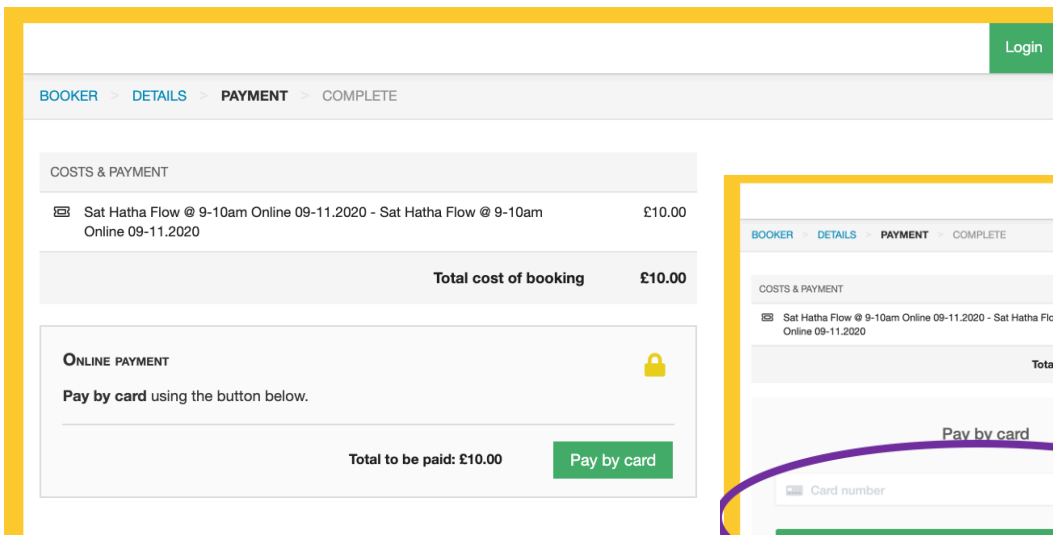 Login
BOOKER > DETAILS > PAYMENT > COMPLETE
COSTS & PAYMENT
Sat Hatha Flow @ 9-10am Online 09-11.2020 - Sat Hatha Flow @ 9-10am £10.00
Online 09-11.2020
Total cost of booking £10.00
ONLINE PAYMENT
Pay by card using the button below.
Total to be paid: £10.00 Pay by card
BOOKER > DETAILS > PAYMENT > COMPLETE
COSTS & PAYMENT
Sat Hatha Flow @ 9-10am Online 09-11.2020 - Sat Hatha Flo
Online 09-11.2020
Tota
Pay by card
Card number